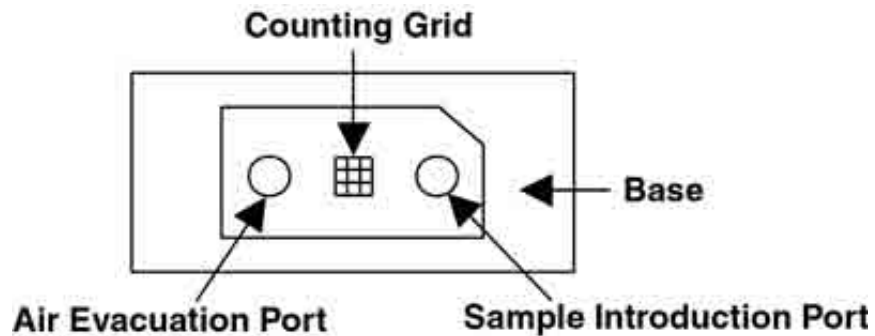 Counting Grid
Base
Air Evacuation Port
Sample Introduction Port